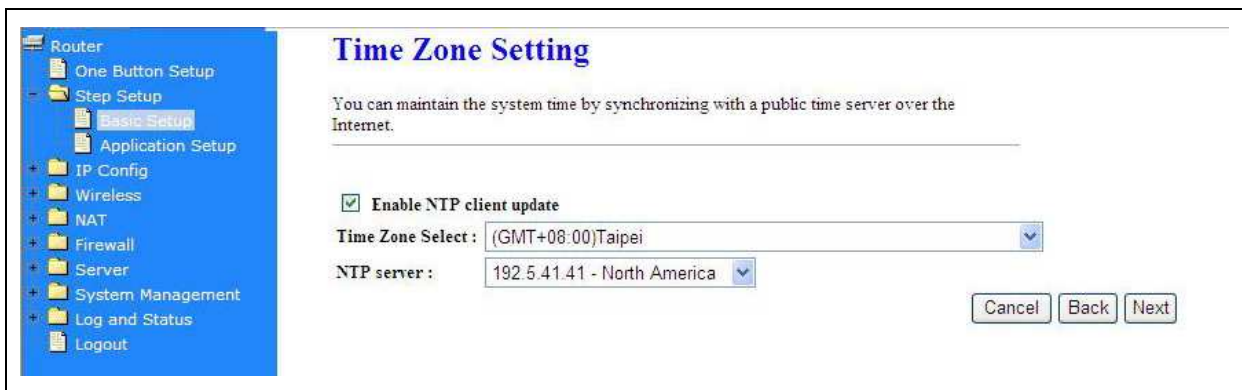 Router
One Button Setup
Step Setup
Basic Setup
Application Setup
IP Config
Wireless
NAT
Firewall
Server
System Management
Log and Status
Logout
Time Zone Setting
You can maintain the system time by synchronizing with a public time server over the
Internet.
Enable NTP client update
Time Zone Select : (GMT+08:00)Taipei
NTP server : 192.5.41.41 - North America
Cancel Back Next